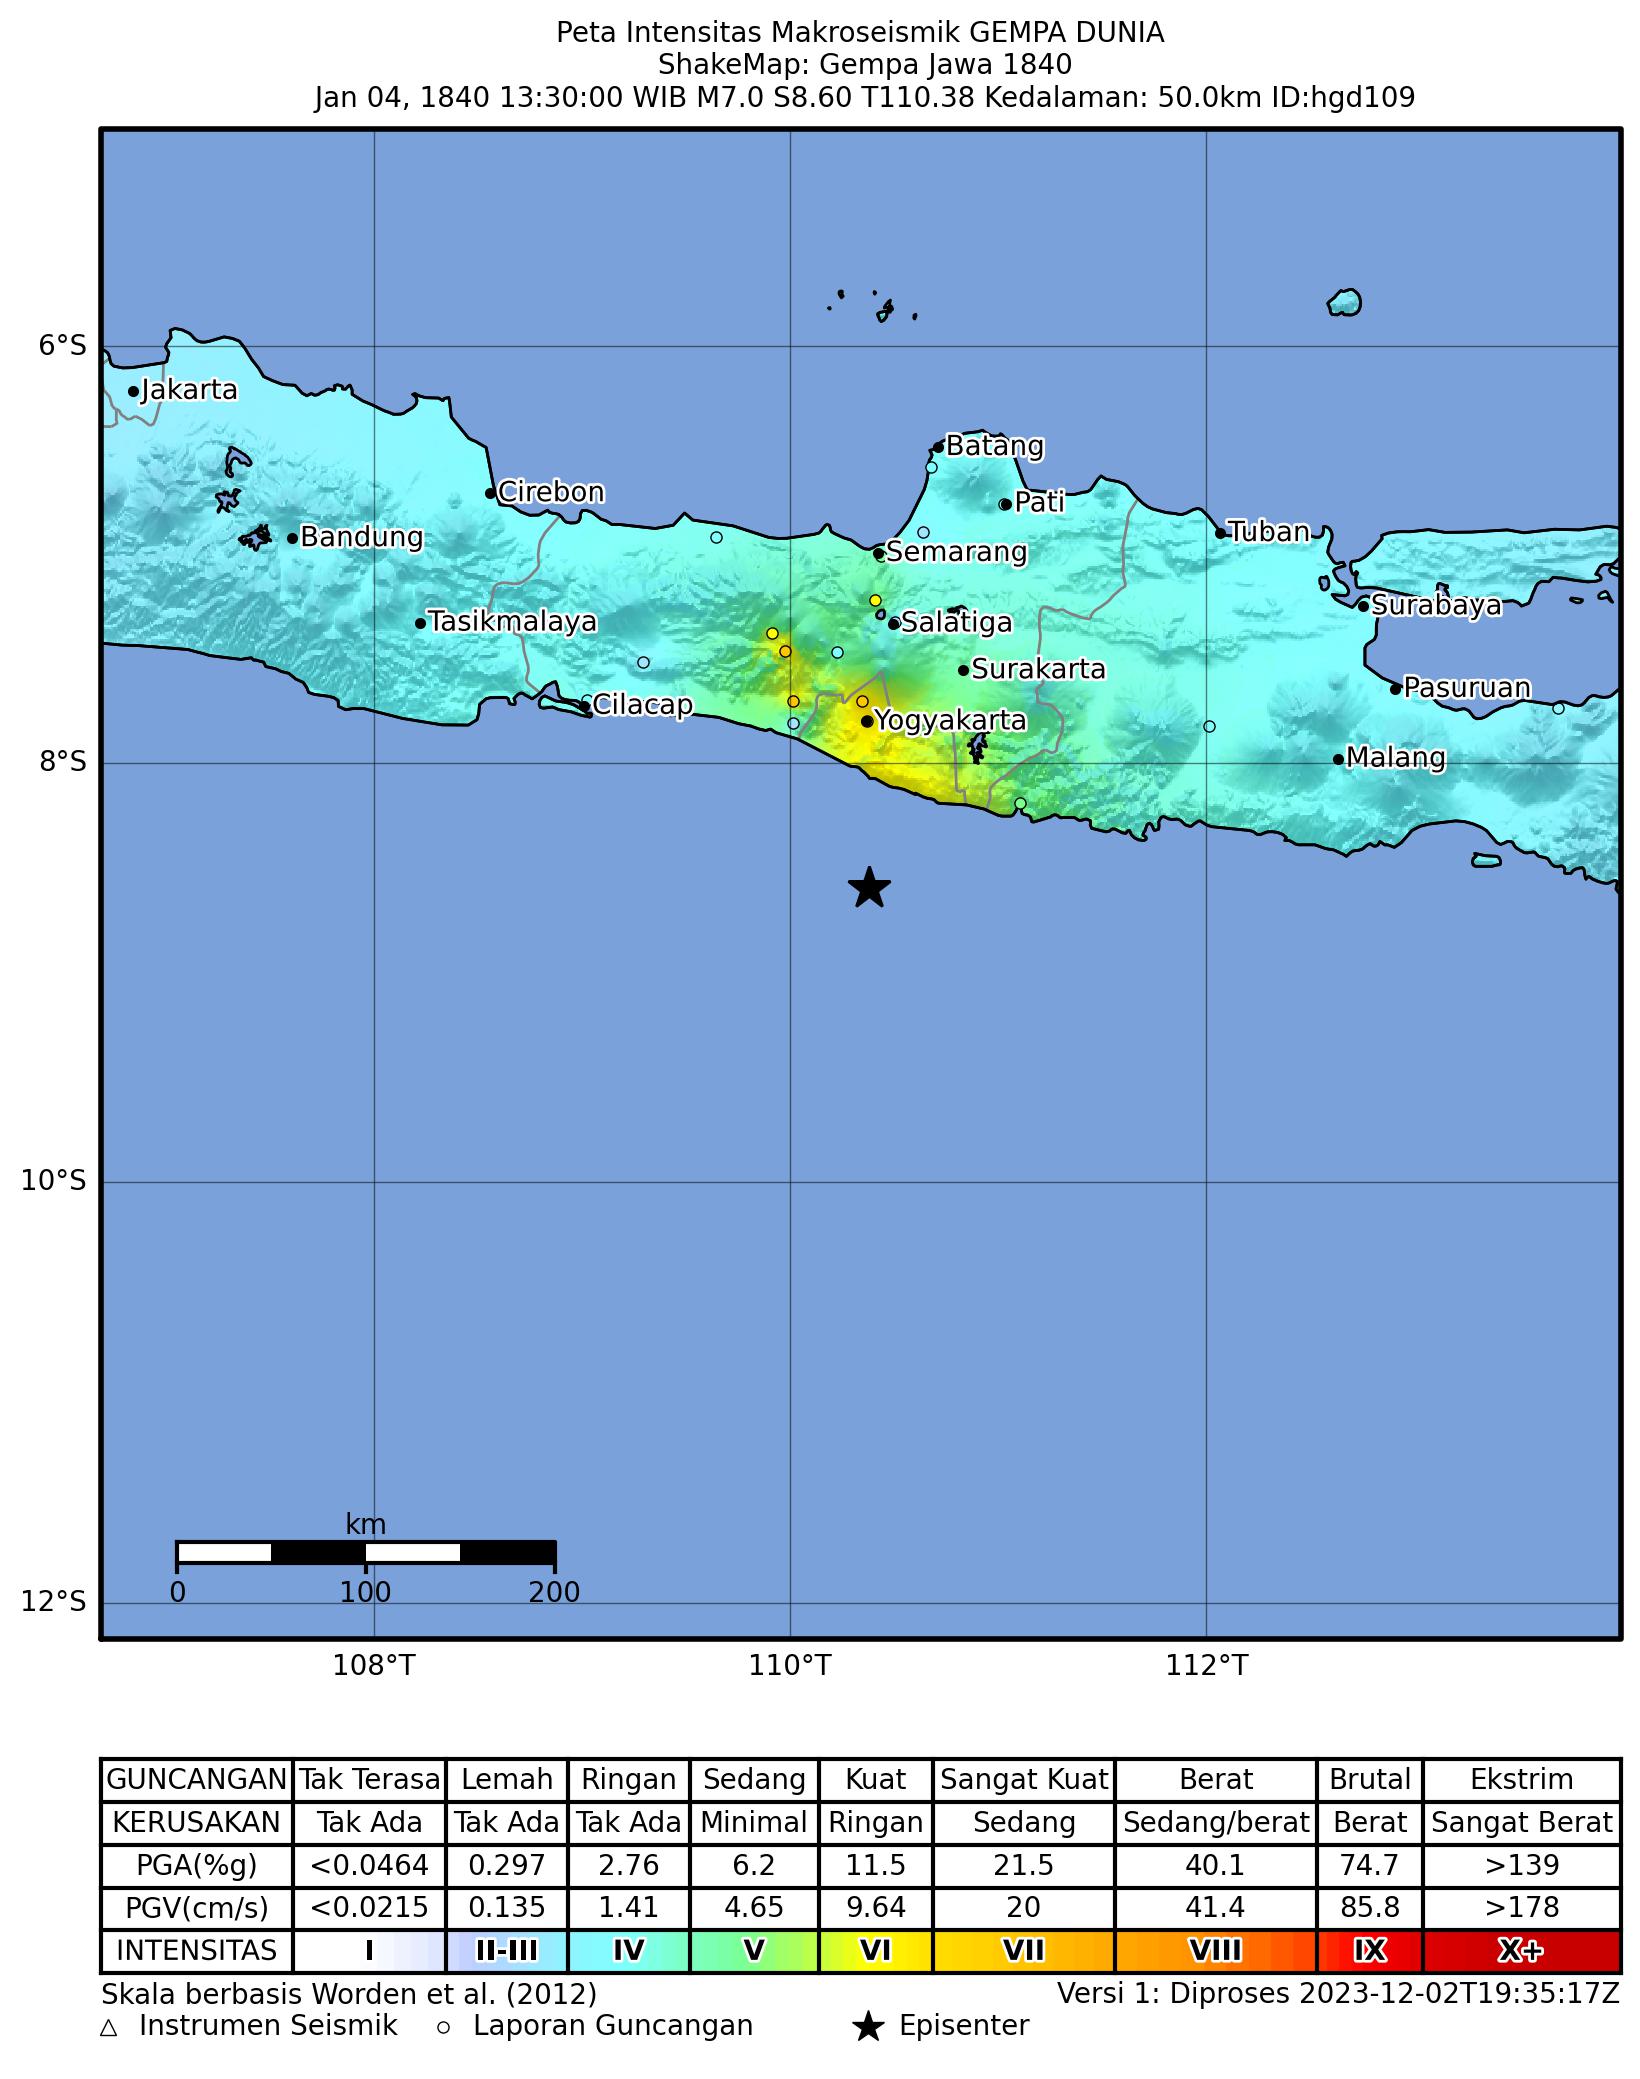 Peta Intensitas Makroseismik GEMPA DUNIA
ShakeMap: Gempa Jawa 1840
Jan 04, 1840 13:30:00 WIB M7.0 S8.60 T110.38 Kedalaman: 50.0km ID:hgd109
6°S
Jakarta
Batang
Cirebon
Pati
Bandung
Tuban
Semarang
Surabaya
Tasikmalaya
Salatiga
Surakarta
Pasuruan
Cilacap
Yogyakarta
8°S
Malang
10°S
km
0 100 200
12°S
108°T 110°T 112°T
GUNCANGAN Tak Terasa Lemah Ringan Sedang Kuat Sangat Kuat Berat Brutal Ekstrim
KERUSAKAN Tak Ada Tak Ada Tak Ada Minimal Ringan Sedang Sedang/berat Berat Sangat Berat
PGA(%g) <0.0464 0.297 2.76 6.2 11.5 21.5 40.1 74.7 >139
PGV(cm/s) <0.0215 0.135 1.41 4.65 9.64 20 41.4 85.8 >178
INTENSITAS I II-III IV V VI VII VIII IX X+
Skala berbasis Worden et al. (2012) Versi 1: Diproses 2023-12-02T19:35:17Z
Instrumen Seismik Laporan Guncangan Episenter